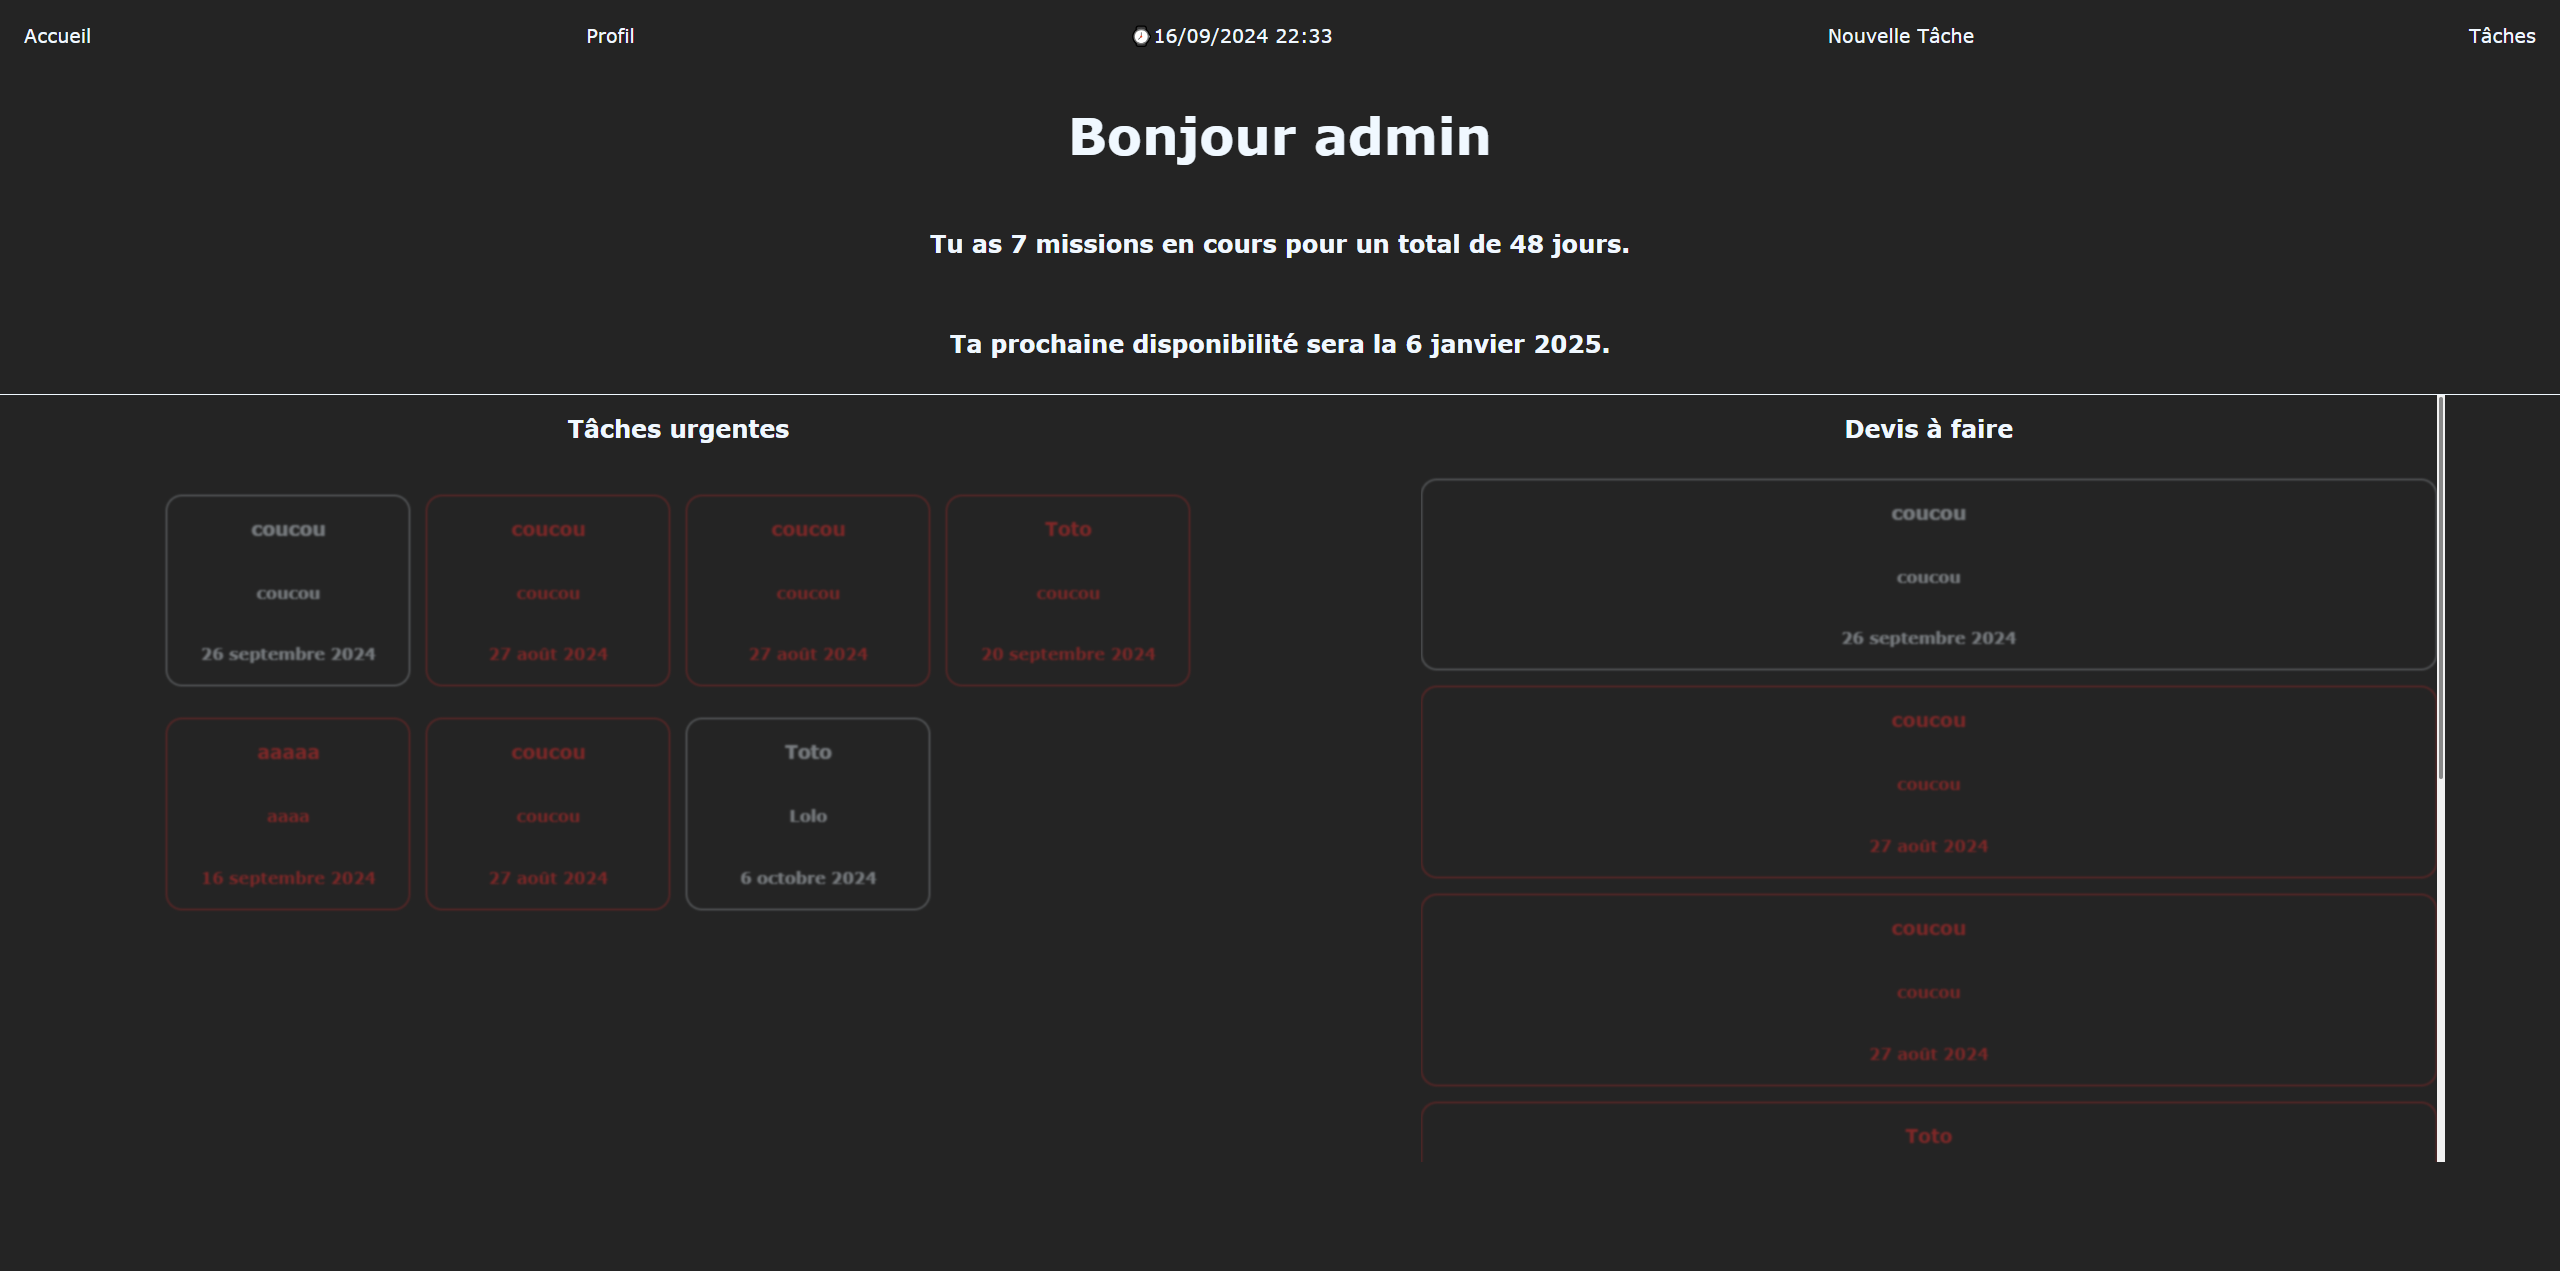 Accueil Profil 16/09/2024 22:33 Nouvelle Tâche Tâches
Bonjour admin
Tu as 7 missions en cours pour un total de 48 jours.
Ta prochaine disponibilité sera la 6 janvier 2025.
Tâches urgentes
coucou
coucou
26 septembre 2024
coucou
coucou
27 août 2024
coucou
coucou
27 août 2024
Toto
coucou
20 septembre 2024
aaaaa
aaaa
16 septembre 2024
coucou
coucou
27 août 2024
Toto
Lolo
6 octobre 2024
Devis à faire
coucou
coucou
26 septembre 2024
coucou
coucou
27 août 2024
coucou
coucou
27 août 2024
Toto